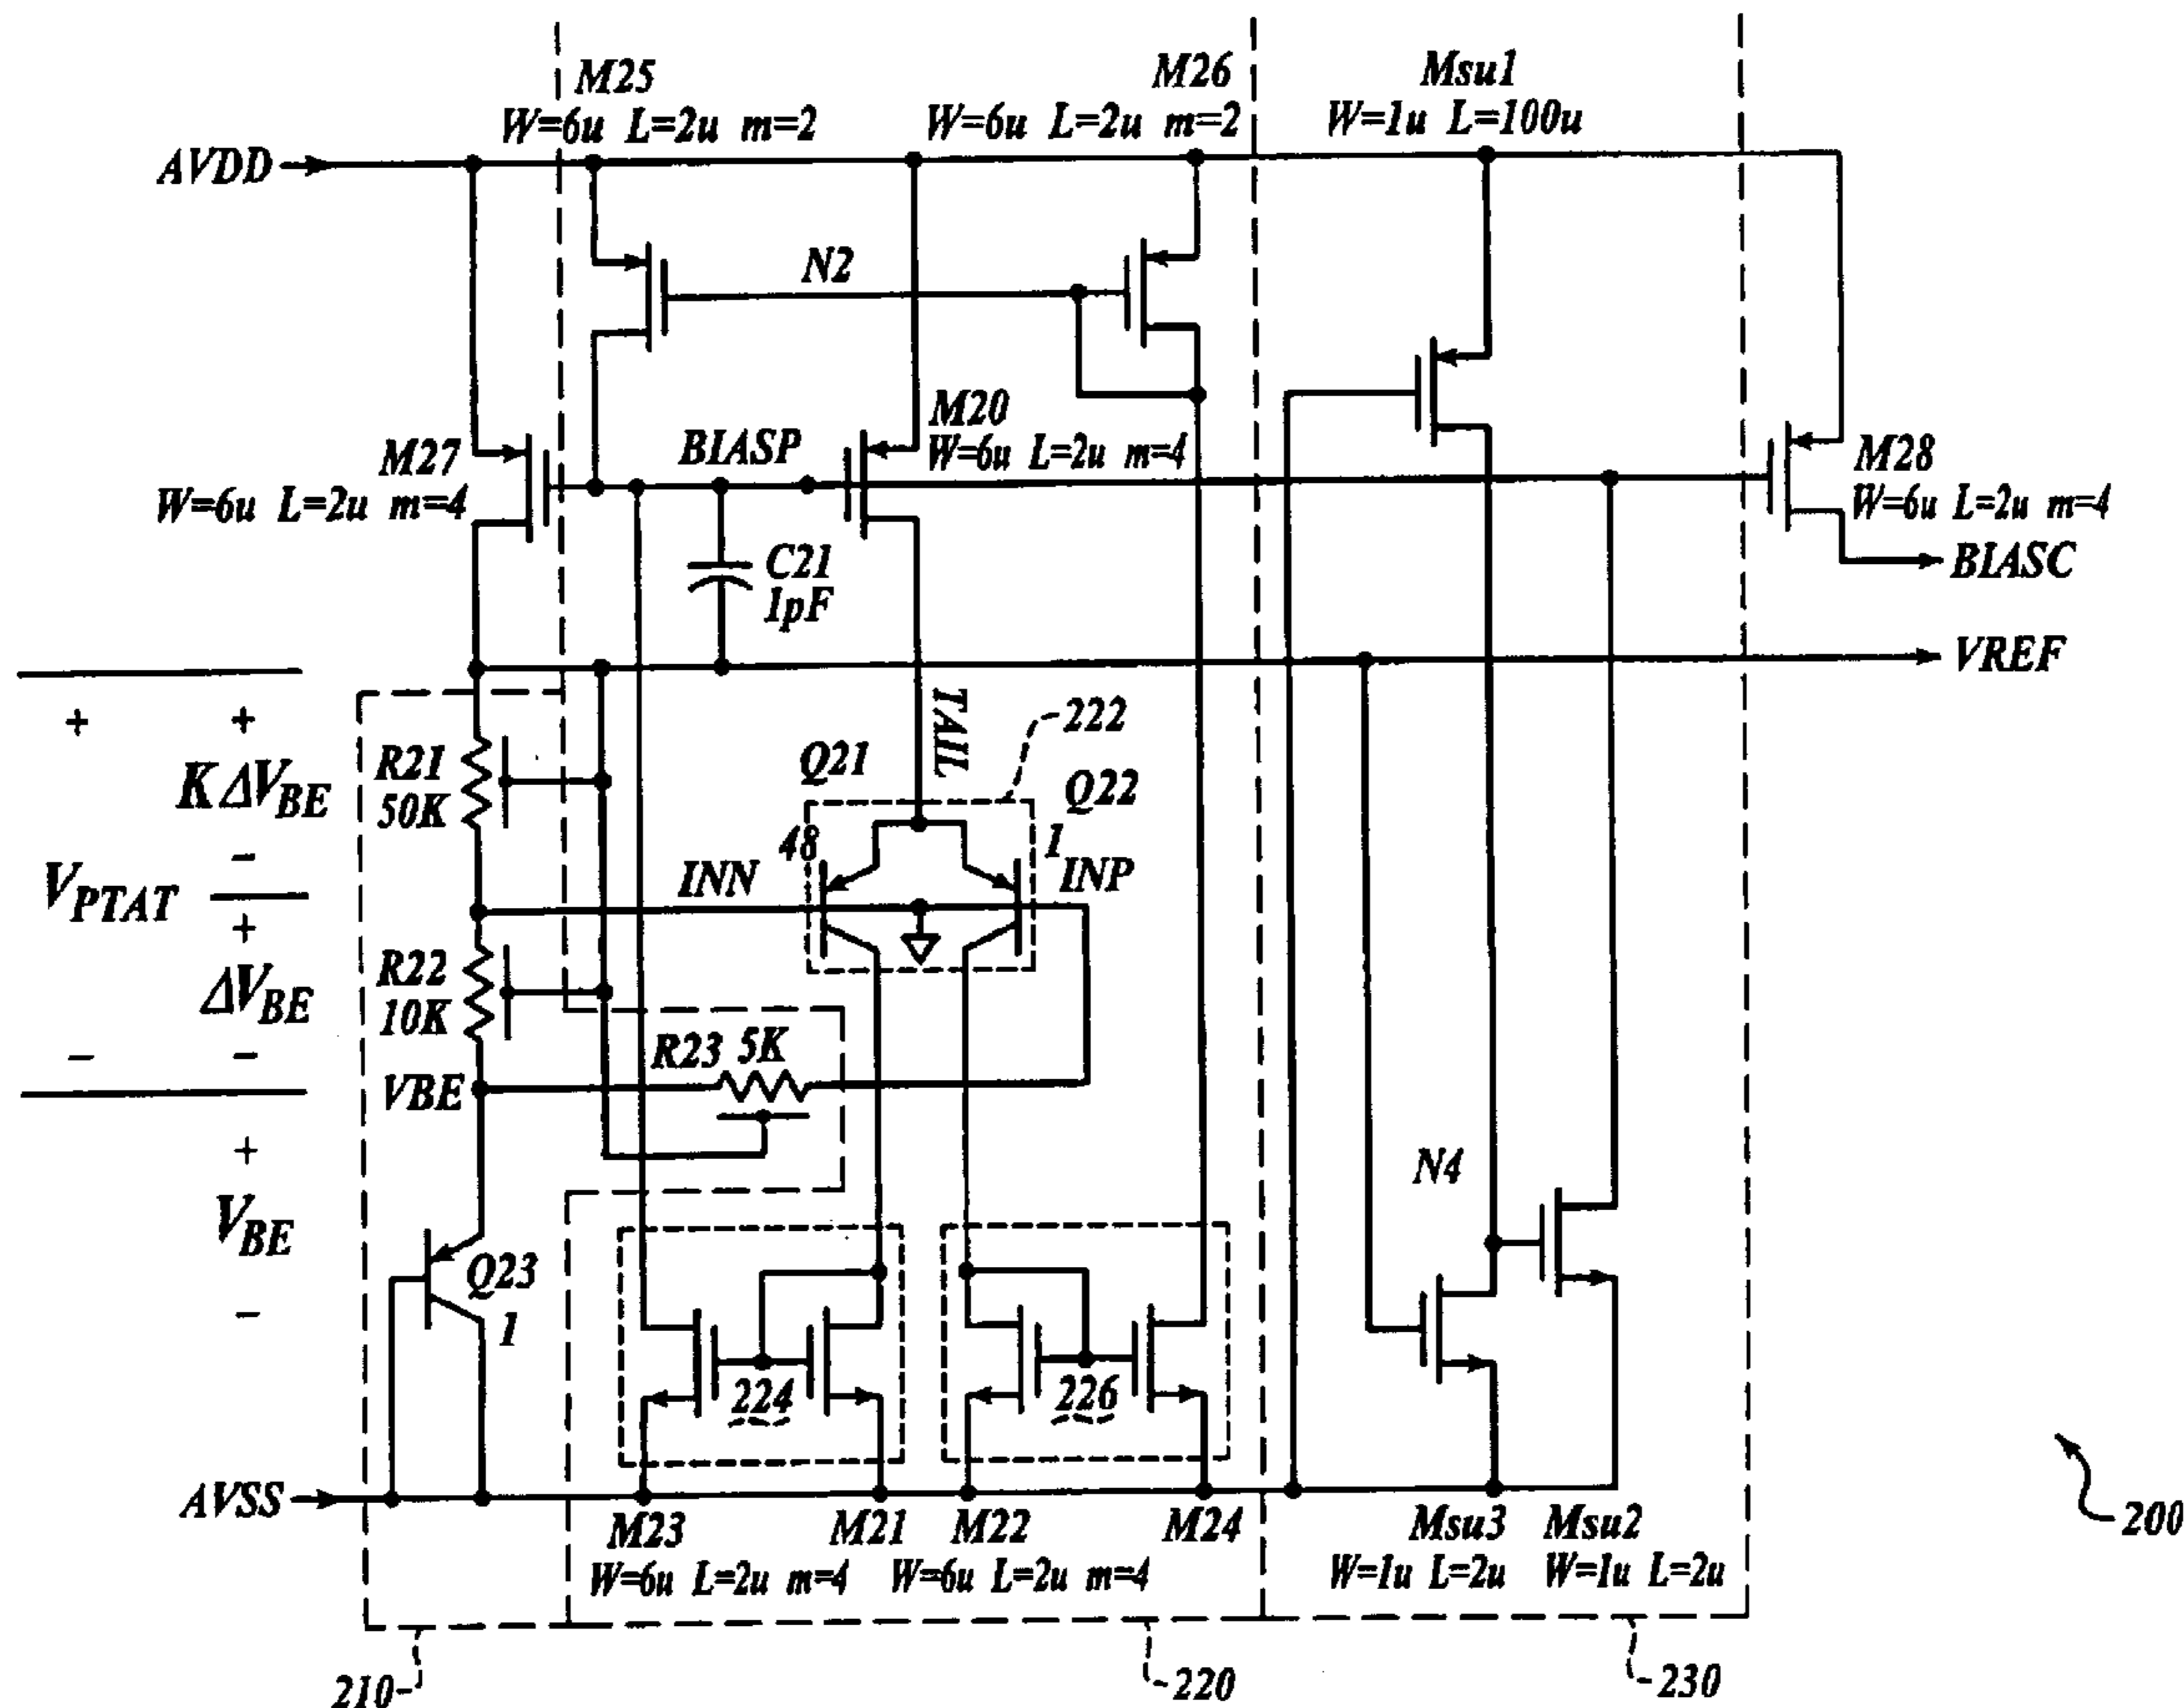 M25
W=6u L=2u m=2
M26
W=6u L=2u m=2
Msu1
W=1u L=100u
AVDD
N2
M27
W=6u L=2u m=4
BIASP
M20
W=6u L=2u m=4
M28
W=6u L=2u m=4
C21
1pF
BIASC
VREF
+ +
KΔVBE
R21
50K
TAIL
222
Q21
Q22
48
1
INN
INP
−
VPTAT
+
R22
10K
ΔVBE
− −
R23 5K
VBE
+
VBE
−
Q23
1
N4
224
226
AVSS
M23
M21
M22
M24
W=6u L=2u m=4
W=6u L=2u m=4
Msu3
Msu2
W=1u L=2u
W=1u L=2u
200
210
220
230